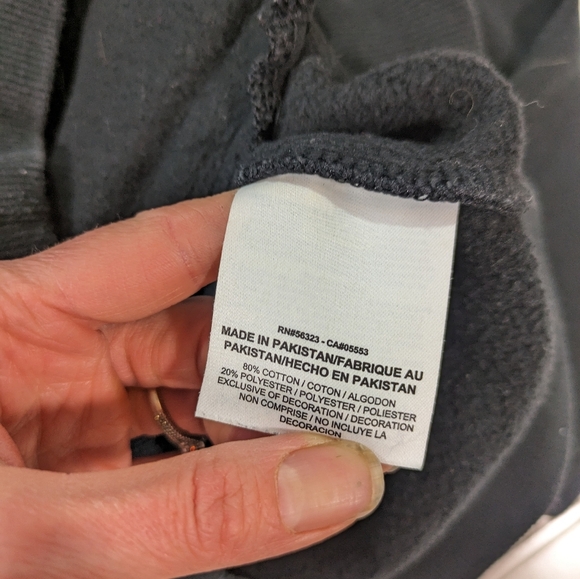 RN#56323 - CA#05553
MADE IN PAKISTAN/FABRIQUE AU
PAKISTAN/HECHO EN PAKISTAN
80% COTTON / COTON / ALGODON
20% POLYESTER / POLYESTER / POLIESTER
EXCLUSIVE OF DECORATION / DECORATION
NON COMPRISE / NO INCLUYE LA
DECORACION